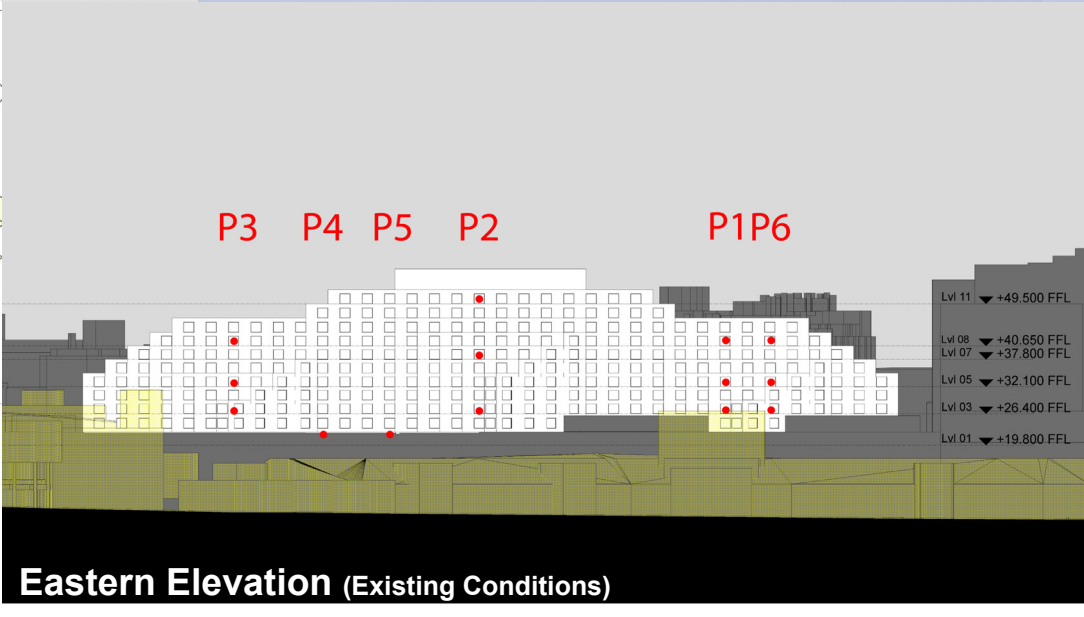 P3 P4 P5 P2 P1 P6
Lvl 11 +49.500 FFL
Lvl 08 +40.650 FFL
Lvl 07 +37.800 FFL
Lvl 05 +32.100 FFL
Lvl 03 +26.400 FFL
Lvl 01 +19.800 FFL
Eastern Elevation (Existing Conditions)